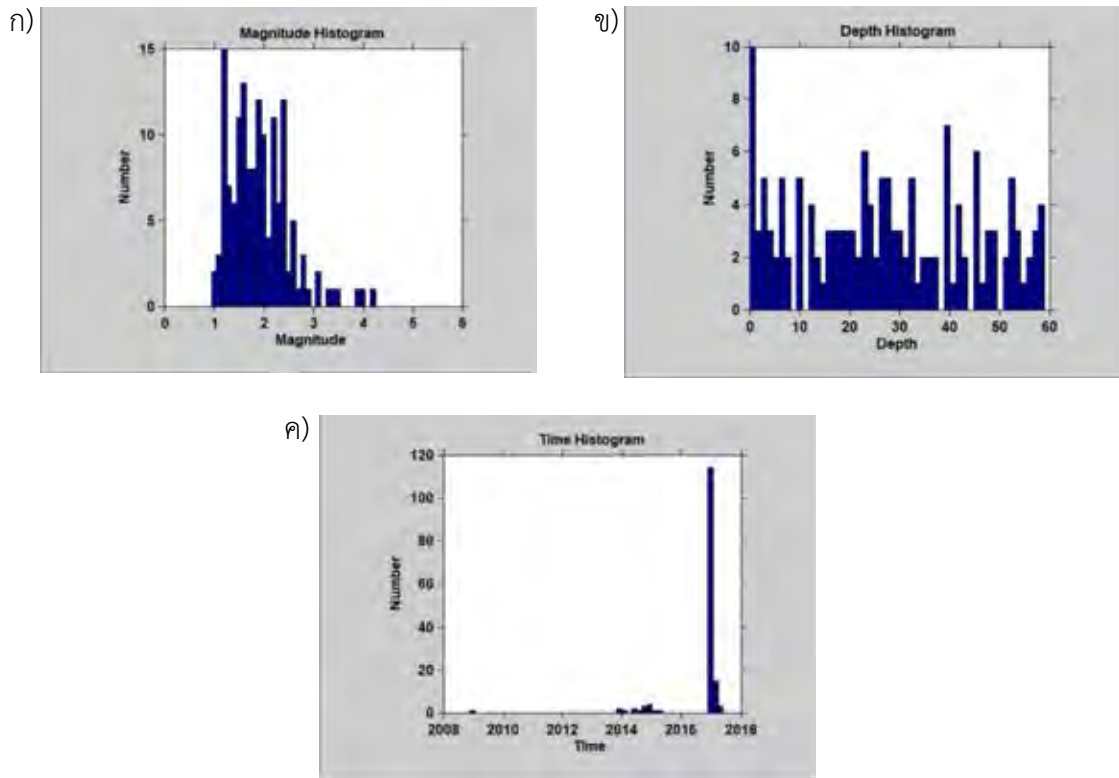 ก)
Magnitude Histogram
15
10
5
0
Number
0 1 2 3 4 5 6
Magnitude
ข)
Depth Histogram
10
8
6
4
2
0
Number
0 10 20 30 40 50 60
Depth
ค)
Time Histogram
120
100
80
60
40
20
0
Number
2008 2010 2012 2014 2016 2018
Time